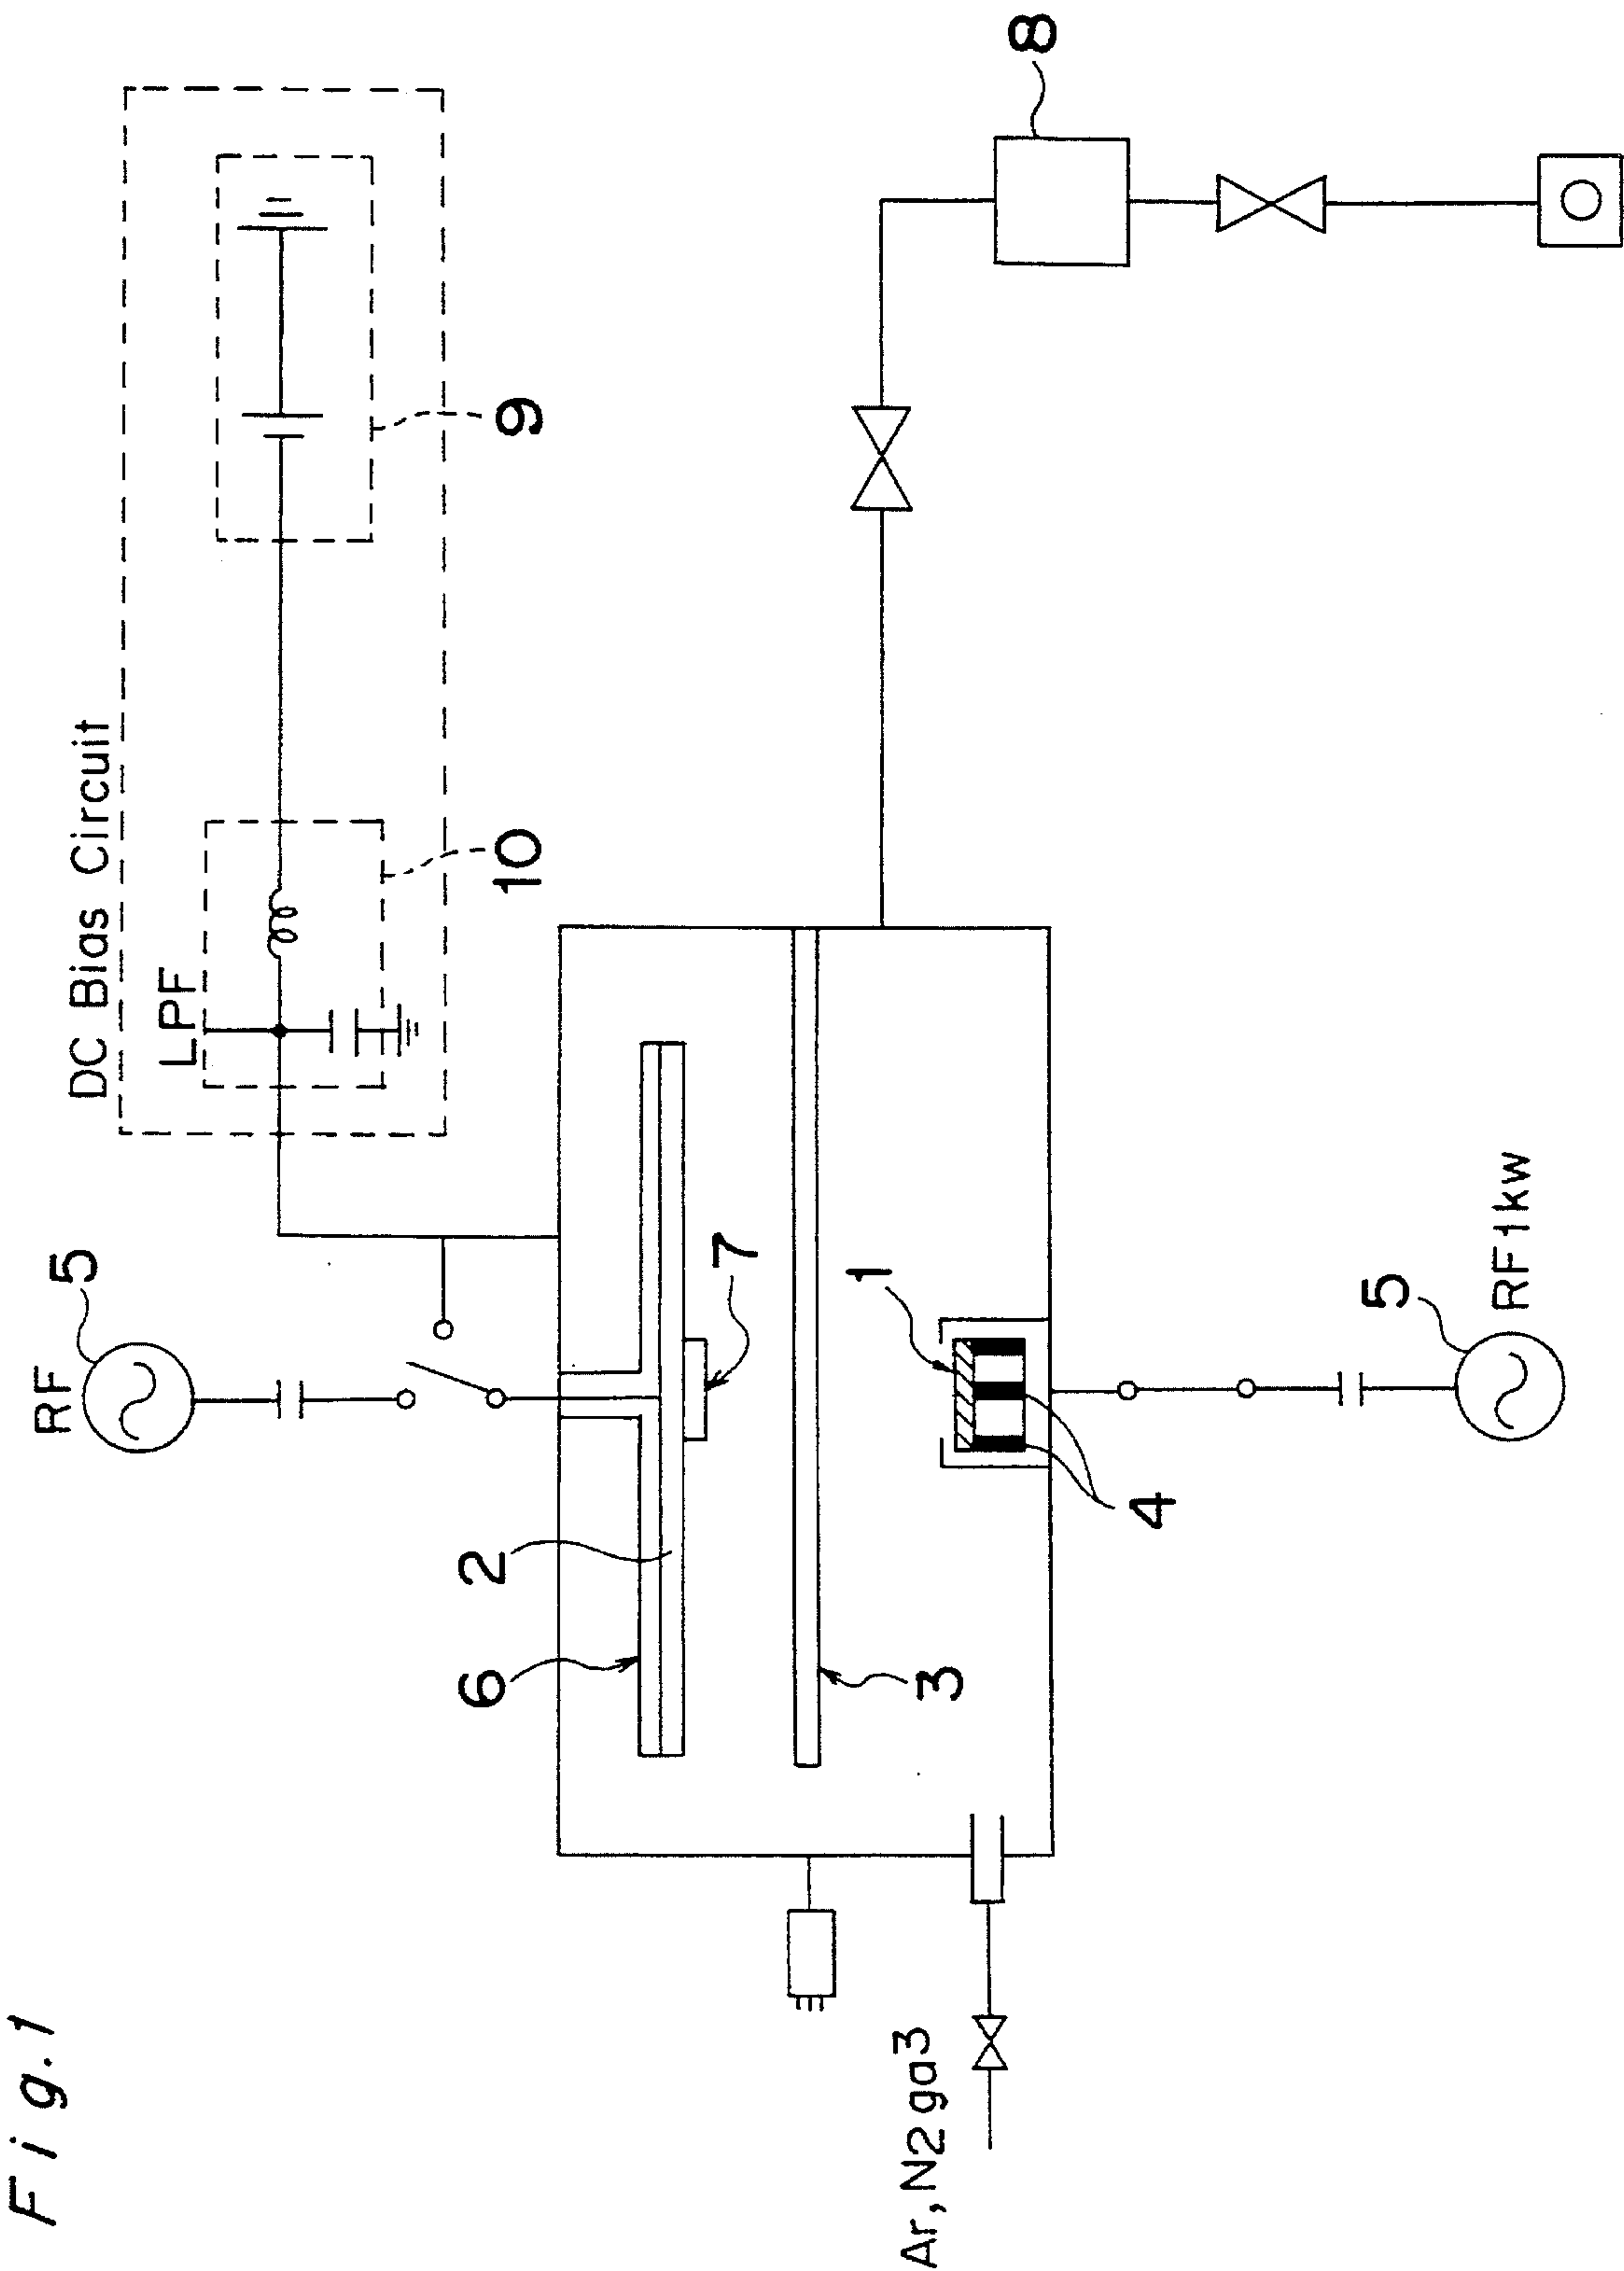 Fig.1
DC Bias Circuit
LPF
RF
5
10
9
6
2
7
3
1
4
8
5
RF1kw
Ar,N2ga3